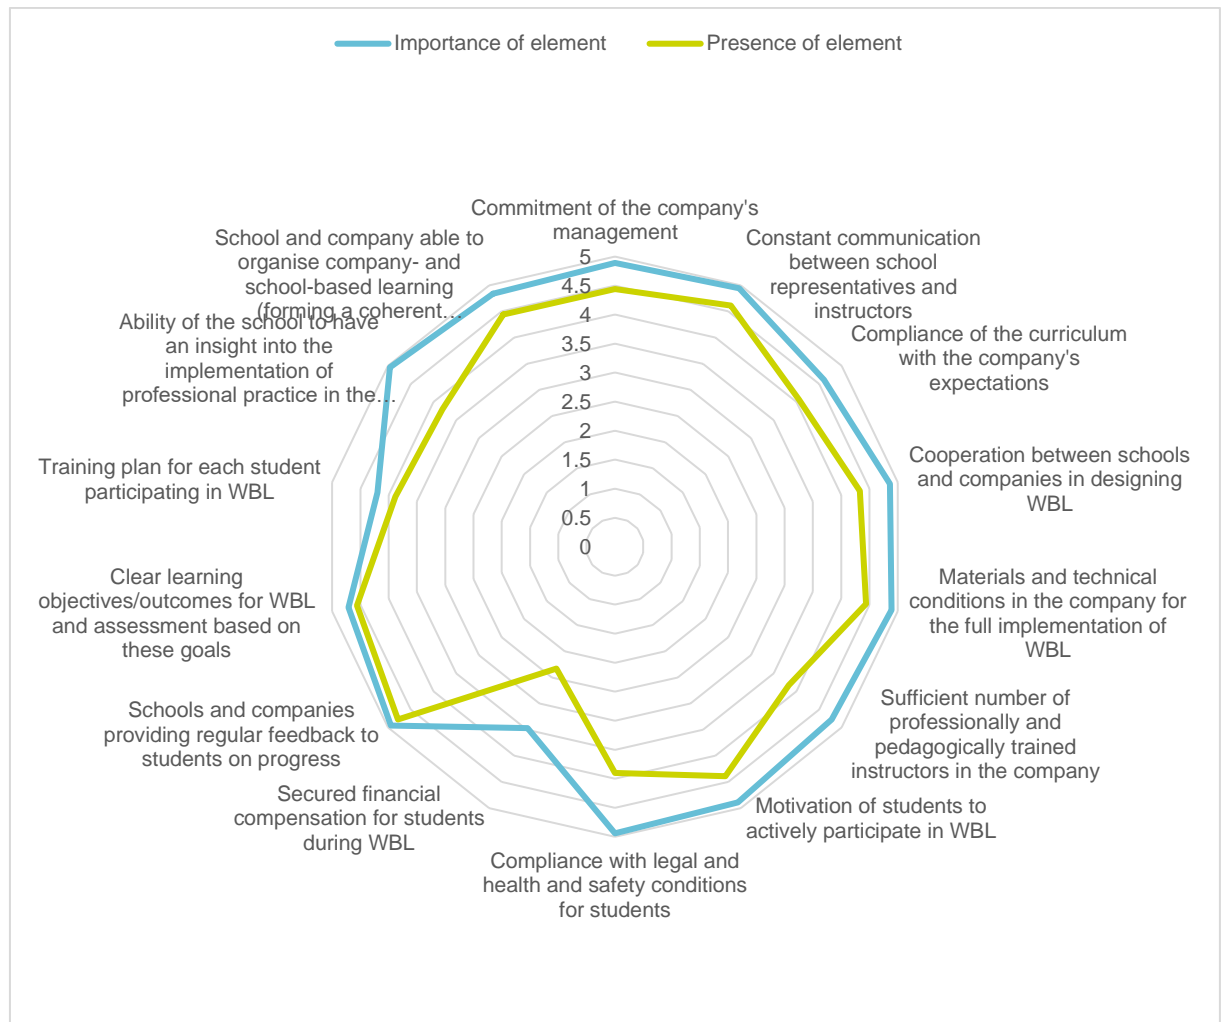 Importance of element
Presence of element
Commitment of the company's
management
Constant communication
between school
representatives and
instructors
Compliance of the curriculum
with the company's
expectations
Cooperation between schools
and companies in designing
WBL
Materials and technical
conditions in the company for
the full implementation of
WBL
Sufficient number of
professionally and
pedagogically trained
instructors in the company
Motivation of students to
actively participate in WBL
Compliance with legal and
health and safety conditions
for students
Secured financial
compensation for students
during WBL
Schools and companies
providing regular feedback to
students on progress
Clear learning
objectives/outcomes for WBL
and assessment based on
these goals
Training plan for each student
participating in WBL
Ability of the school to have
an insight into the
implementation of
professional practice in the…
School and company able to
organise company- and
school-based learning
(forming a coherent…
5
4.5
4
3.5
3
2.5
2
1.5
1
0.5
0